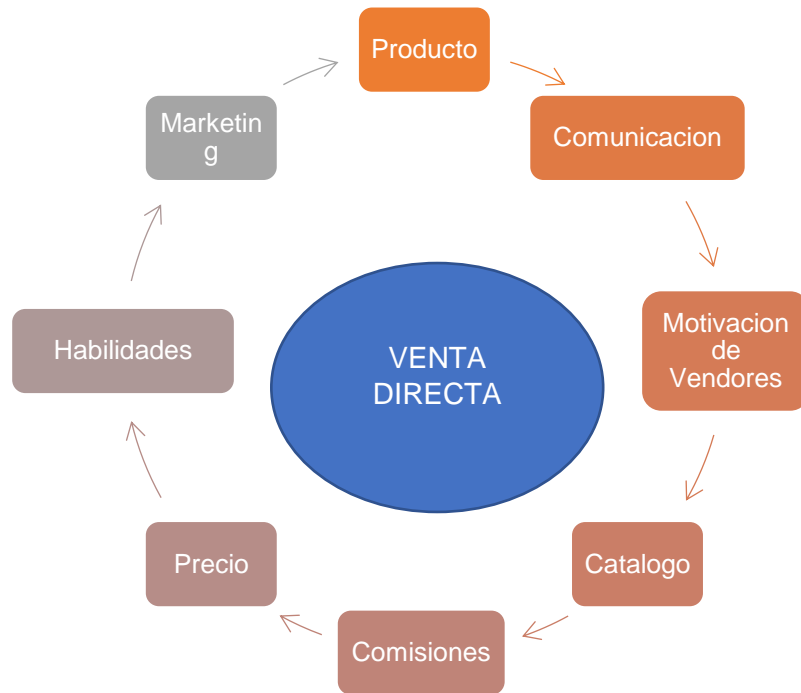 Producto
Comunicacion
Motivacion
de
Vendores
Catalogo
Comisiones
Precio
Habilidades
Marketin
g
VENTA
DIRECTA